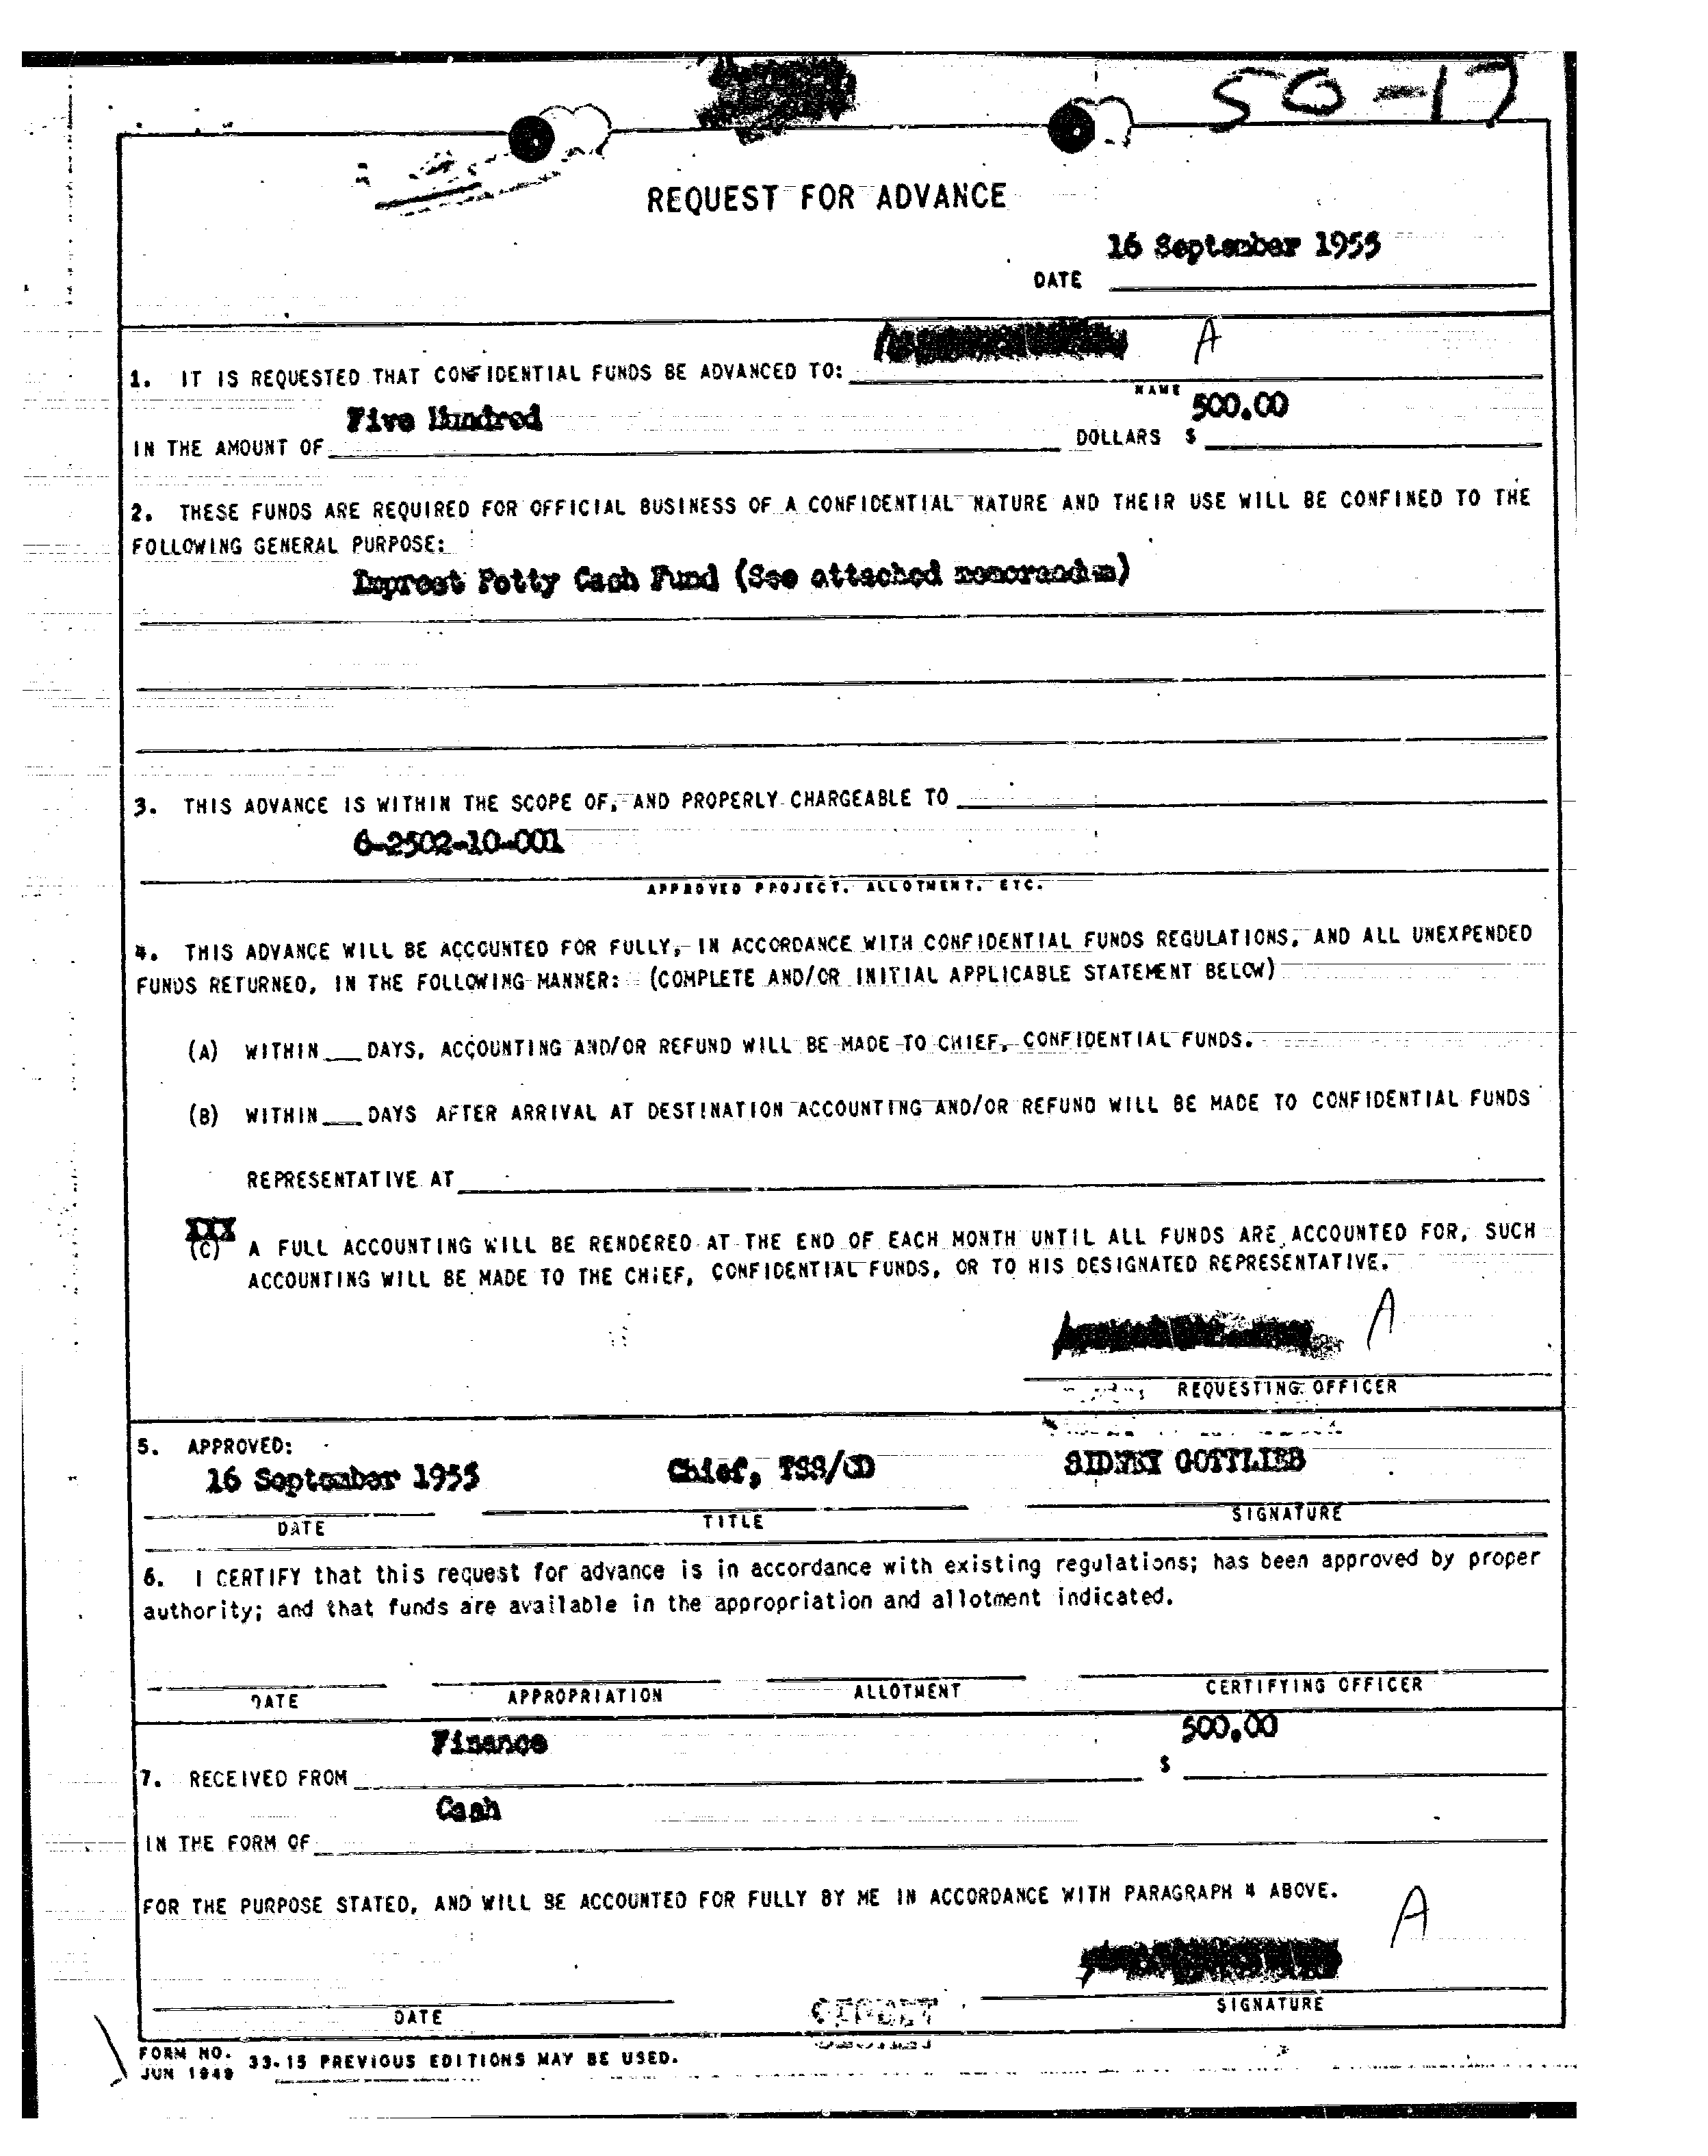 50-17
REQUEST FOR ADVANCE
16 September 1955
DATE
A
1. IT IS REQUESTED THAT CONFIDENTIAL FUNDS BE ADVANCED TO:
NAME
Five Hundred 500.00
IN THE AMOUNT OF DOLLARS $
2. THESE FUNDS ARE REQUIRED FOR OFFICIAL BUSINESS OF A CONFIDENTIAL NATURE AND THEIR USE WILL BE CONFINED TO THE
FOLLOWING GENERAL PURPOSE:
Imprest Petty Cash Fund (See attached memorandum)
3. THIS ADVANCE IS WITHIN THE SCOPE OF, AND PROPERLY CHARGEABLE TO
6-2502-10-001
APPROVED PROJECT, ALLOTMENT, ETC.
4. THIS ADVANCE WILL BE ACCOUNTED FOR FULLY, IN ACCORDANCE WITH CONFIDENTIAL FUNDS REGULATIONS, AND ALL UNEXPENDED
FUNDS RETURNED, IN THE FOLLOWING MANNER: (COMPLETE AND/OR INITIAL APPLICABLE STATEMENT BELOW)
(A) WITHIN ___ DAYS, ACCOUNTING AND/OR REFUND WILL BE MADE TO CHIEF, CONFIDENTIAL FUNDS.
(B) WITHIN ___ DAYS AFTER ARRIVAL AT DESTINATION ACCOUNTING AND/OR REFUND WILL BE MADE TO CONFIDENTIAL FUNDS
REPRESENTATIVE AT
XXX
(C) A FULL ACCOUNTING WILL BE RENDERED AT THE END OF EACH MONTH UNTIL ALL FUNDS ARE ACCOUNTED FOR, SUCH
ACCOUNTING WILL BE MADE TO THE CHIEF, CONFIDENTIAL FUNDS, OR TO HIS DESIGNATED REPRESENTATIVE.
A
REQUESTING OFFICER
5. APPROVED:
16 September 1955 Chief, TSS/CD SIDNEY GOTTLIEB
DATE TITLE SIGNATURE
6. I CERTIFY that this request for advance is in accordance with existing regulations; has been approved by proper
authority; and that funds are available in the appropriation and allotment indicated.
DATE APPROPRIATION ALLOTMENT CERTIFYING OFFICER
Finance 500.00
7. RECEIVED FROM $
Cash
IN THE FORM OF
FOR THE PURPOSE STATED, AND WILL BE ACCOUNTED FOR FULLY BY ME IN ACCORDANCE WITH PARAGRAPH 4 ABOVE.
A
DATE SECRET SIGNATURE
FORM NO. 33-15 PREVIOUS EDITIONS MAY BE USED.
JUN 1949